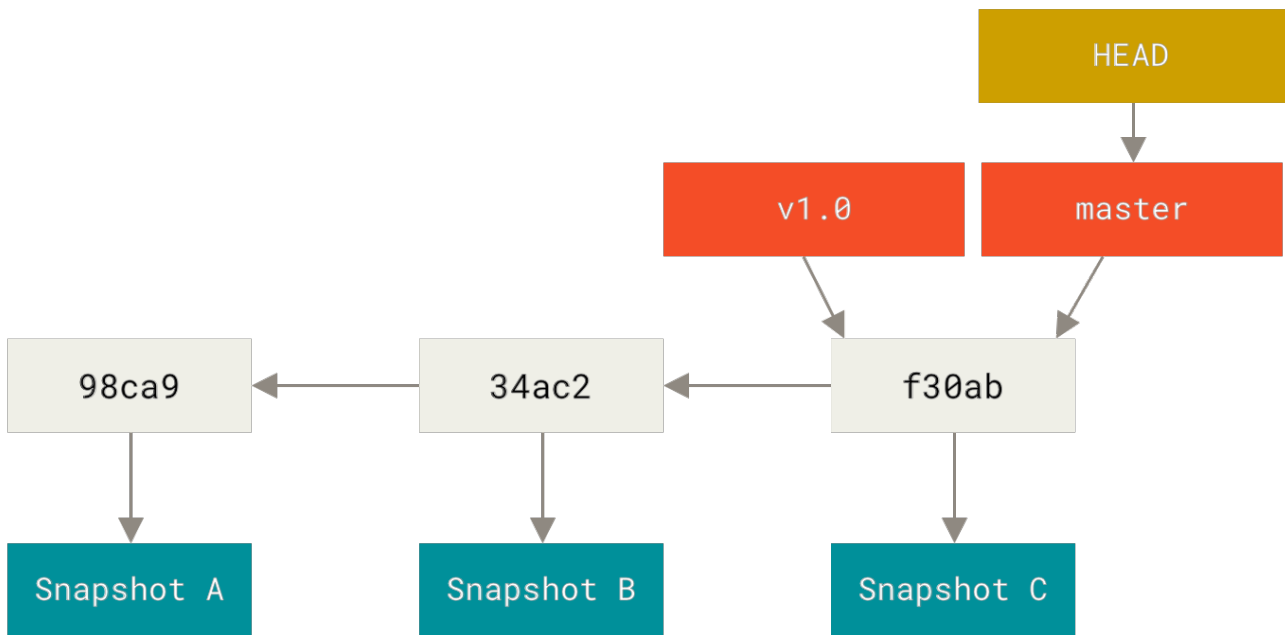 HEAD
v1.0
master
98ca9
34ac2
f30ab
Snapshot A
Snapshot B
Snapshot C